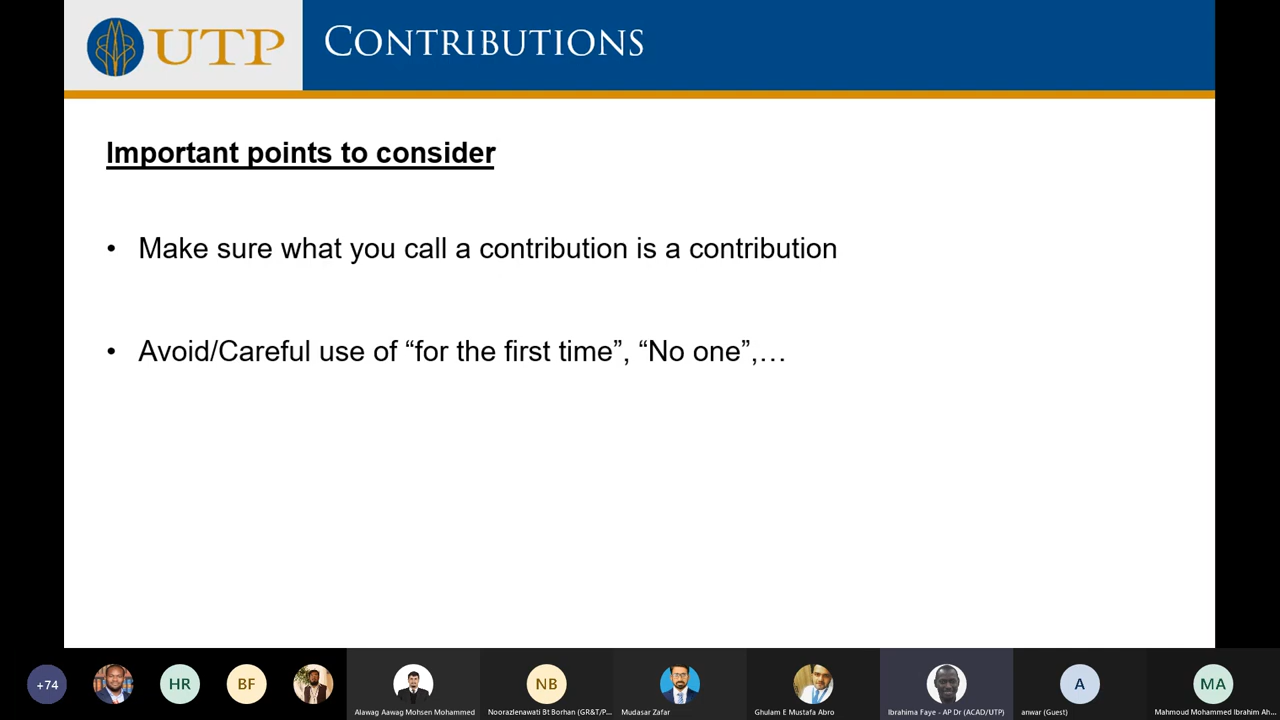 UTP
CONTRIBUTIONS
Important points to consider
• Make sure what you call a contribution is a contribution
• Avoid/Careful use of “for the first time”, “No one”,…
+74
HR
BF
Alawag Aawag Mohsen Mohammed
NB
Noorazlenawati Bt Borhan (GR&T/P...
Mudasar Zafar
Ghulam E Mustafa Abro
Ibrahima Faye - AP Dr (ACAD/UTP)
A
anwar (Guest)
MA
Mahmoud Mohammed Ibrahim Ah...